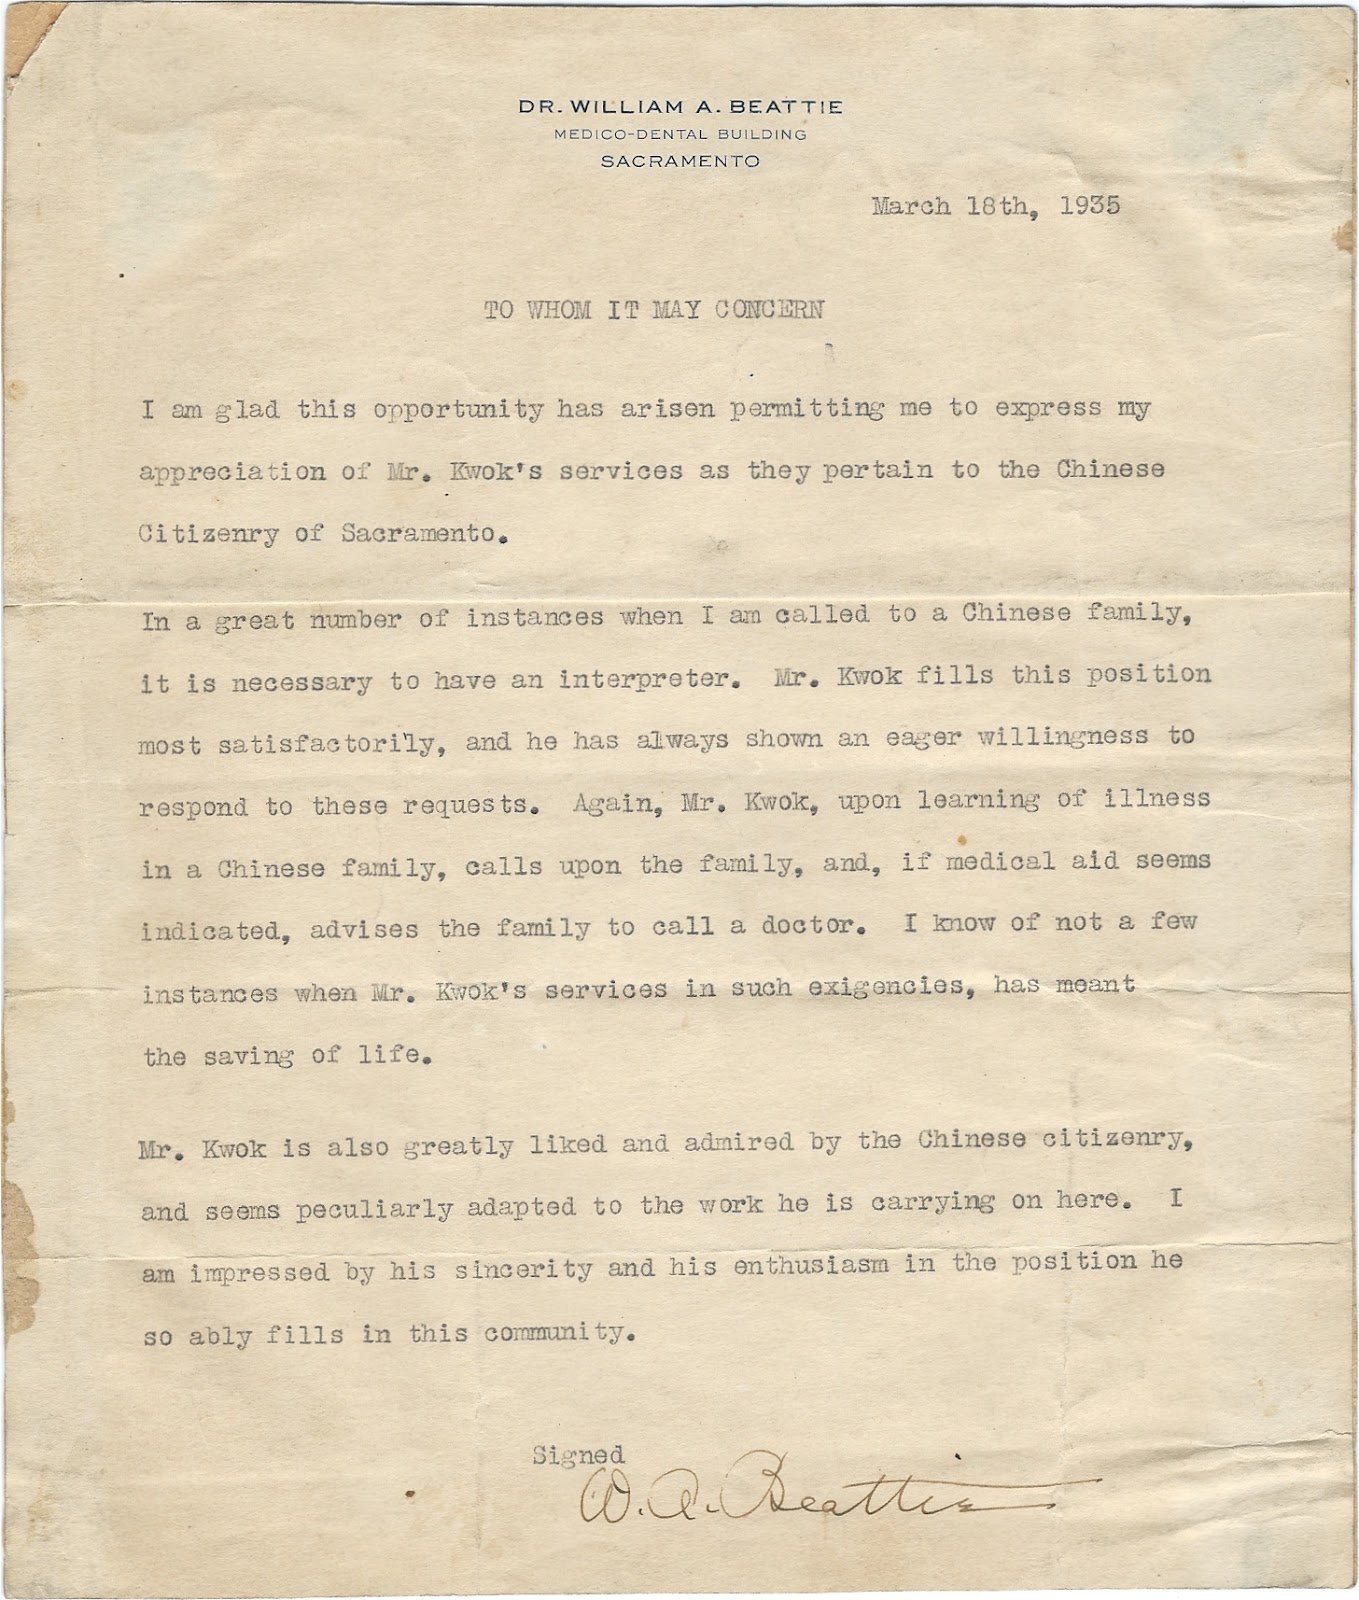 DR. WILLIAM A. BEATTIE
MEDICO-DENTAL BUILDING
SACRAMENTO
March 18th, 1935
TO WHOM IT MAY CONCERN
I am glad this opportunity has arisen permitting me to express my
appreciation of Mr. Kwok's services as they pertain to the Chinese
Citizenry of Sacramento.
In a great number of instances when I am called to a Chinese family,
it is necessary to have an interpreter. Mr. Kwok fills this position
most satisfactorily, and he has always shown an eager willingness to
respond to these requests. Again, Mr. Kwok, upon learning of illness
in a Chinese family, calls upon the family, and, if medical aid seems
indicated, advises the family to call a doctor. I know of not a few
instances when Mr. Kwok's services in such exigencies, has meant
the saving of life.
Mr. Kwok is also greatly liked and admired by the Chinese citizenry,
and seems peculiarly adapted to the work he is carrying on here. I
am impressed by his sincerity and his enthusiasm in the position he
so ably fills in this community.
Signed
W. A. Beattie